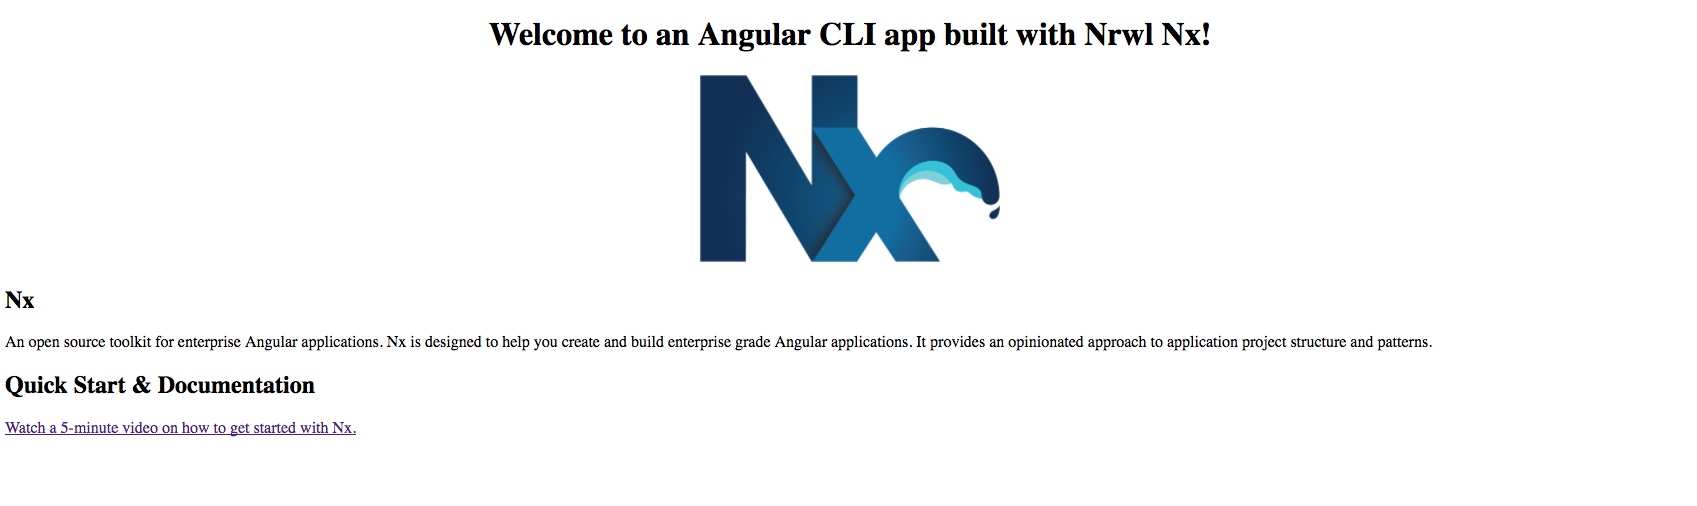 Welcome to an Angular CLI app built with Nrwl Nx!
Nx
Nx
An open source toolkit for enterprise Angular applications. Nx is designed to help you create and build enterprise grade Angular applications. It provides an opinionated approach to application project structure and patterns.
Quick Start & Documentation
Watch a 5-minute video on how to get started with Nx.